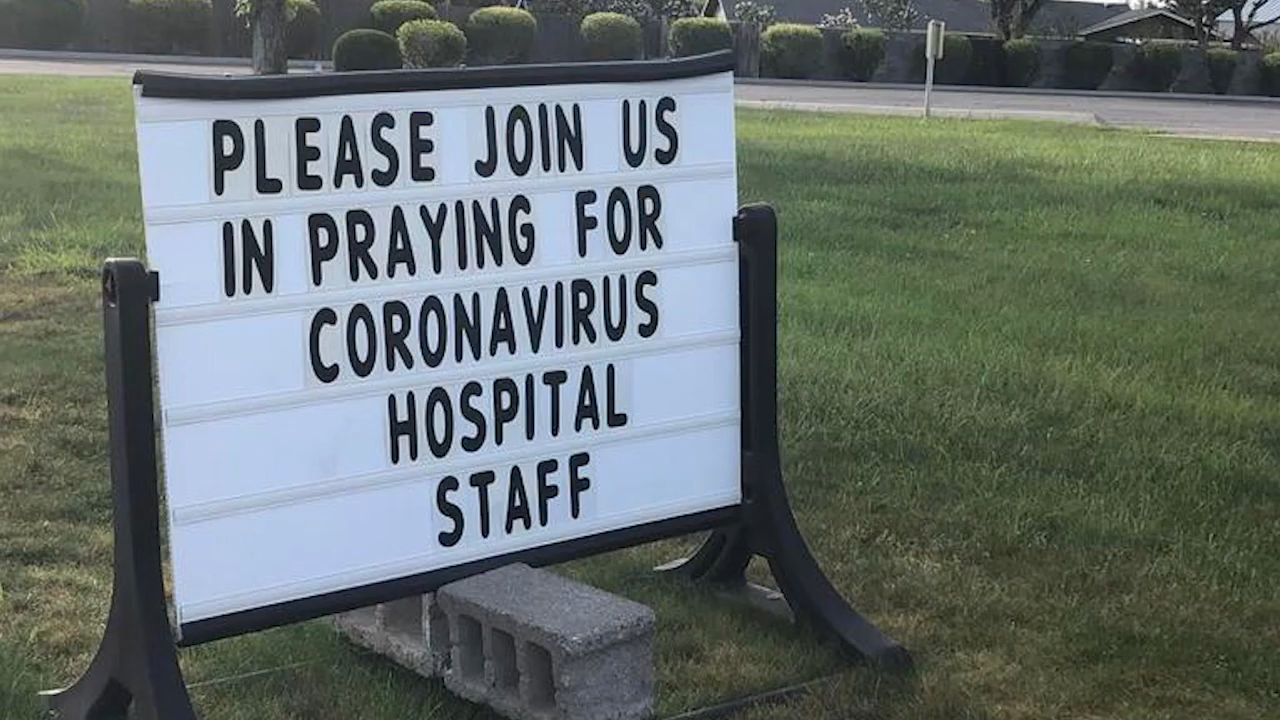 PLEASE JOIN US
IN PRAYING FOR
CORONAVIRUS
HOSPITAL
STAFF